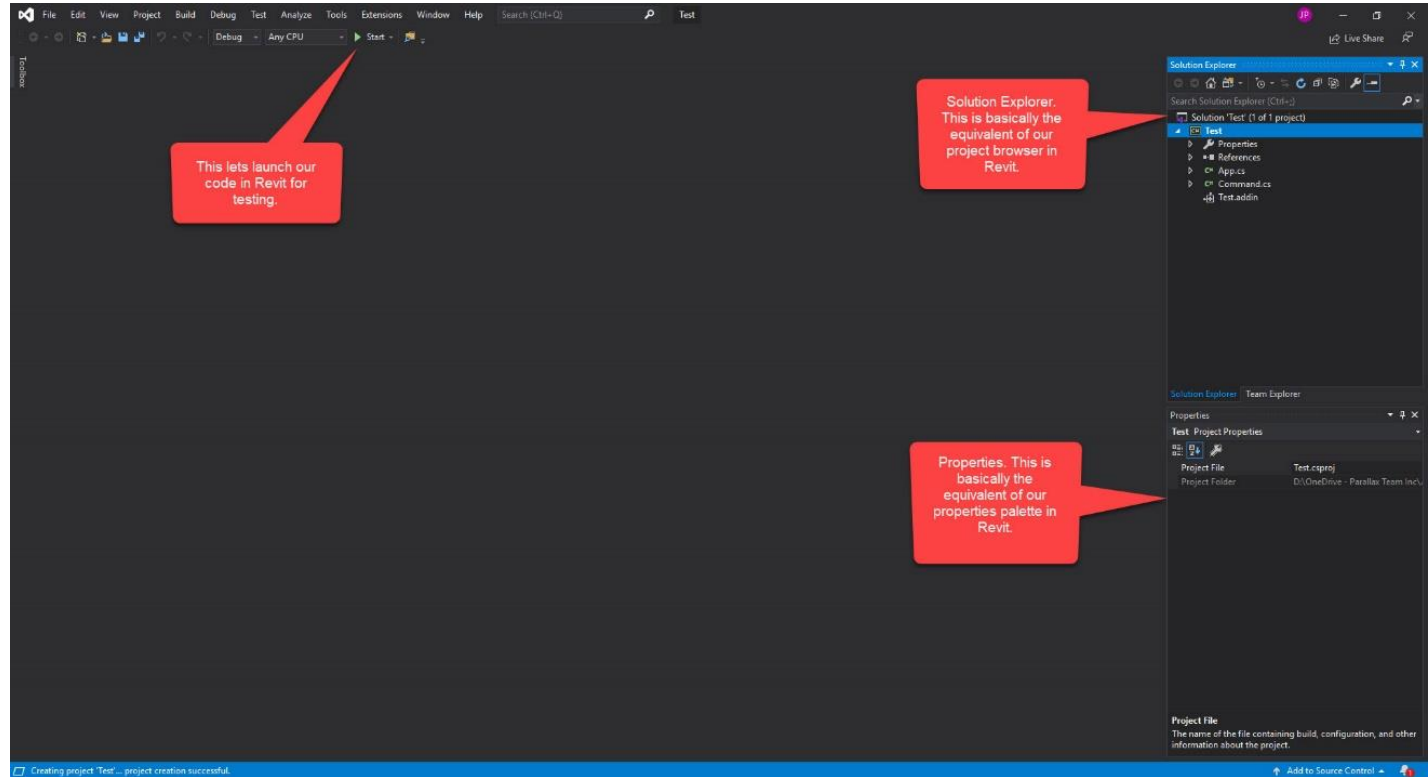 File Edit View Project Build Debug Test Analyze Tools Extensions Window Help Search (Ctrl+Q) Test JP
Debug Any CPU Start Live Share
Toolbox
Solution Explorer
Search Solution Explorer (Ctrl+;)
Solution 'Test' (1 of 1 project)
C# Test
Properties
References
C# App.cs
C# Command.cs
Test.addin
Solution Explorer.
This is basically the
equivalent of our
project browser in
Revit.
This lets launch our
code in Revit for
testing.
Solution Explorer Team Explorer
Properties
Test Project Properties
Project File Test.csproj
Project Folder D:\OneDrive - Parallax Team Inc\
Properties. This is
basically the
equivalent of our
properties palette in
Revit.
Project File
The name of the file containing build, configuration, and other
information about the project.
Creating project 'Test'... project creation successful. Add to Source Control